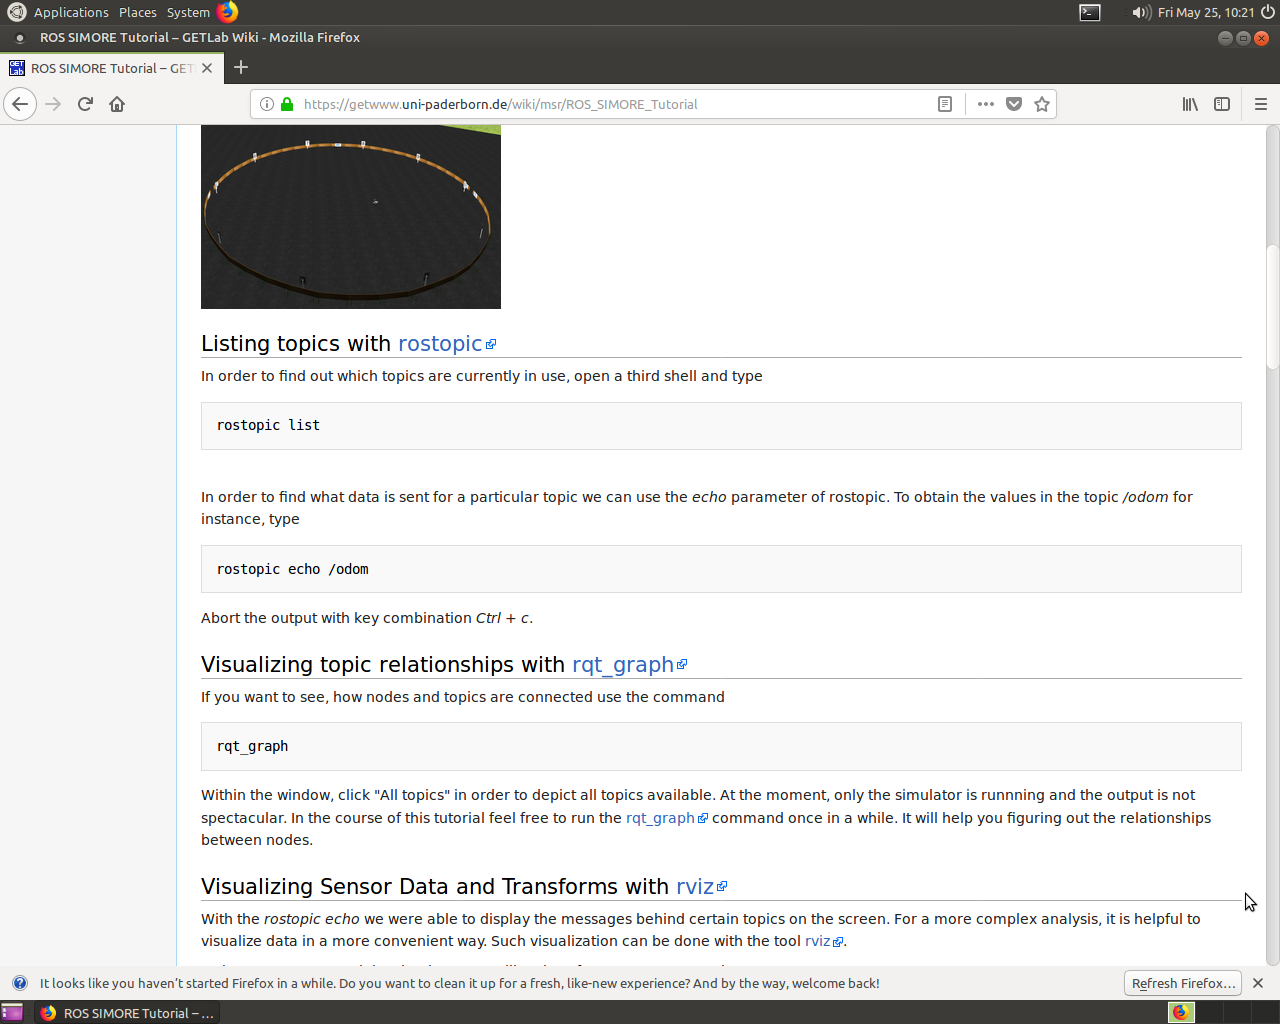 Applications Places System
Fri May 25, 10:21
ROS SIMORE Tutorial – GETLab Wiki - Mozilla Firefox
GET Lab
ROS SIMORE Tutorial – GET
https://getwww.uni-paderborn.de/wiki/msr/ROS_SIMORE_Tutorial
Listing topics with rostopic
In order to find out which topics are currently in use, open a third shell and type
rostopic list
In order to find what data is sent for a particular topic we can use the echo parameter of rostopic. To obtain the values in the topic /odom for
instance, type
rostopic echo /odom
Abort the output with key combination Ctrl + c.
Visualizing topic relationships with rqt_graph
If you want to see, how nodes and topics are connected use the command
rqt_graph
Within the window, click "All topics" in order to depict all topics available. At the moment, only the simulator is runnning and the output is not
spectacular. In the course of this tutorial feel free to run the rqt_graph command once in a while. It will help you figuring out the relationships
between nodes.
Visualizing Sensor Data and Transforms with rviz
With the rostopic echo we were able to display the messages behind certain topics on the screen. For a more complex analysis, it is helpful to
visualize data in a more convenient way. Such visualization can be done with the tool rviz.
It looks like you haven't started Firefox in a while. Do you want to clean it up for a fresh, like-new experience? And by the way, welcome back!
Refresh Firefox…
ROS SIMORE Tutorial – …